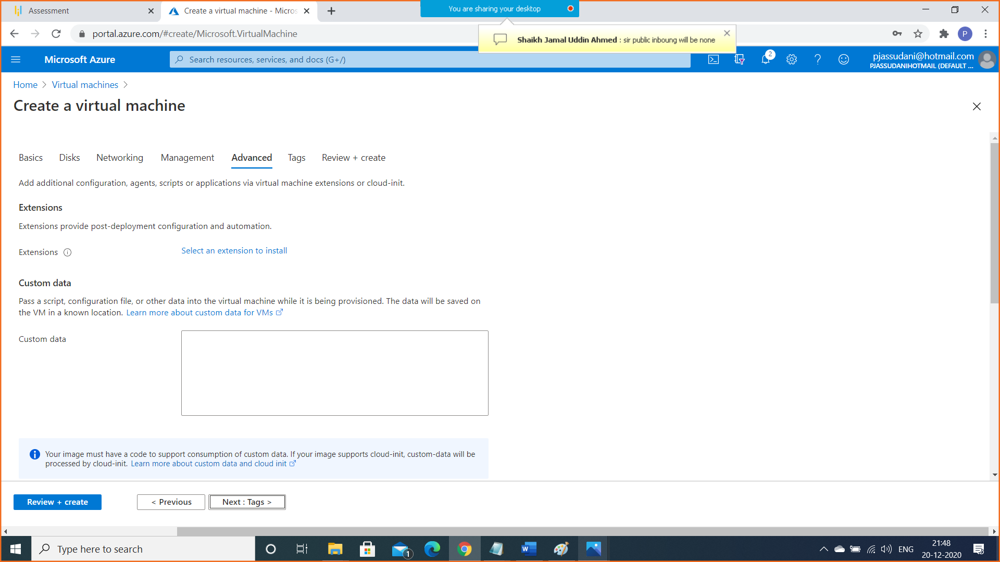 Assessment
Create a virtual machine - Micros
You are sharing your desktop
portal.azure.com/#create/Microsoft.VirtualMachine
Shaikh Jamal Uddin Ahmed : sir public inboung will be none
P
Microsoft Azure
Search resources, services, and docs (G+/)
2
pjassudani@hotmail.com
PJASSUDANIHOTMAIL (DEFAULT ...
Home > Virtual machines >
Create a virtual machine
Basics Disks Networking Management Advanced Tags Review + create
Add additional configuration, agents, scripts or applications via virtual machine extensions or cloud-init.
Extensions
Extensions provide post-deployment configuration and automation.
Extensions
Select an extension to install
Custom data
Pass a script, configuration file, or other data into the virtual machine while it is being provisioned. The data will be saved on
the VM in a known location. Learn more about custom data for VMs
Custom data
Your image must have a code to support consumption of custom data. If your image supports cloud-init, custom-data will be
processed by cloud-init. Learn more about custom data and cloud init
Review + create
< Previous
Next : Tags >
Type here to search
1
ENG
21:48
20-12-2020